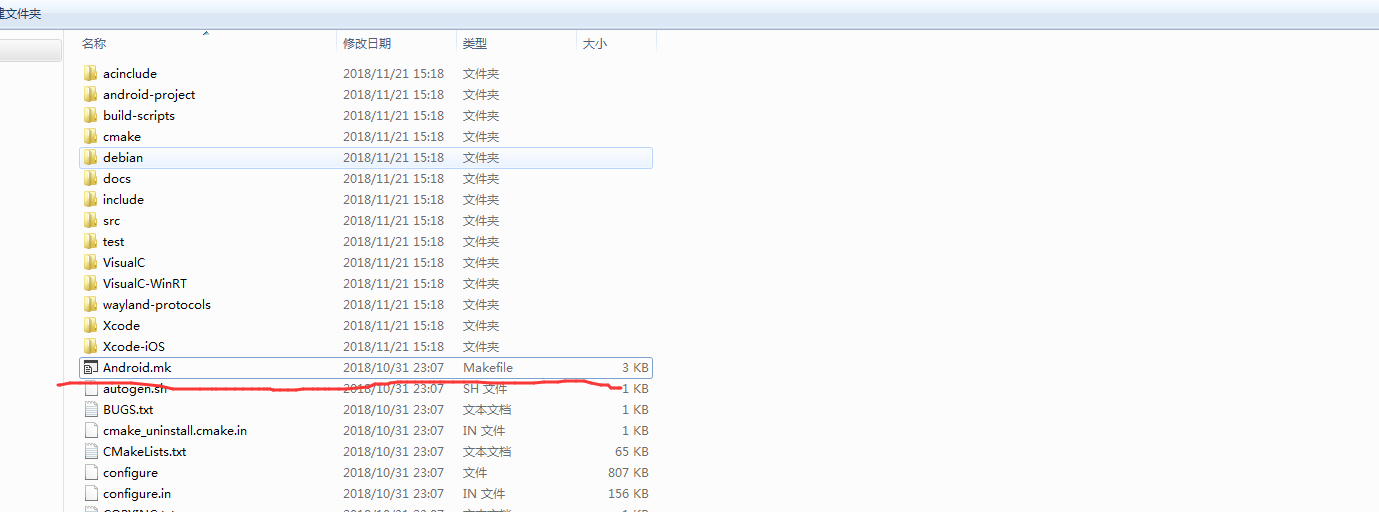 建文件夹
名称 修改日期 类型 大小
acinclude 2018/11/21 15:18 文件夹
android-project 2018/11/21 15:18 文件夹
build-scripts 2018/11/21 15:18 文件夹
cmake 2018/11/21 15:18 文件夹
debian 2018/11/21 15:18 文件夹
docs 2018/11/21 15:18 文件夹
include 2018/11/21 15:18 文件夹
src 2018/11/21 15:18 文件夹
test 2018/11/21 15:18 文件夹
VisualC 2018/11/21 15:18 文件夹
VisualC-WinRT 2018/11/21 15:18 文件夹
wayland-protocols 2018/11/21 15:18 文件夹
Xcode 2018/11/21 15:18 文件夹
Xcode-iOS 2018/11/21 15:18 文件夹
Android.mk 2018/10/31 23:07 Makefile 3 KB
autogen.sh 2018/10/31 23:07 SH 文件 1 KB
BUGS.txt 2018/10/31 23:07 文本文档 1 KB
cmake_uninstall.cmake.in 2018/10/31 23:07 IN 文件 1 KB
CMakeLists.txt 2018/10/31 23:07 文本文档 65 KB
configure 2018/10/31 23:07 文件 807 KB
configure.in 2018/10/31 23:07 IN 文件 156 KB